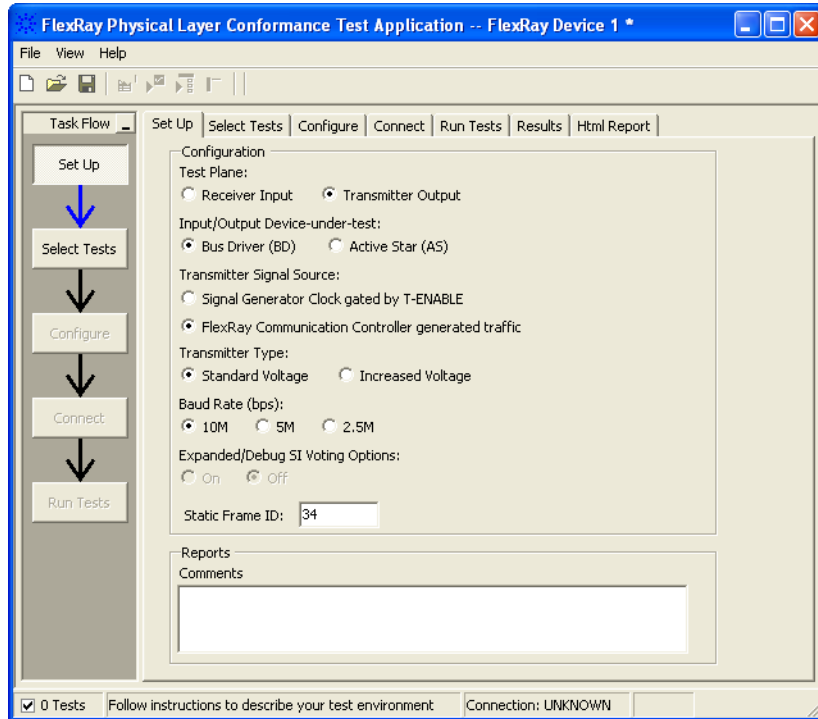 FlexRay Physical Layer Conformance Test Application -- FlexRay Device 1 *
File View Help
Task Flow
Set Up
Select Tests
Configure
Connect
Run Tests
Set Up Select Tests Configure Connect Run Tests Results Html Report
Configuration
Test Plane:
Receiver Input Transmitter Output
Input/Output Device-under-test:
Bus Driver (BD) Active Star (AS)
Transmitter Signal Source:
Signal Generator Clock gated by T-ENABLE
FlexRay Communication Controller generated traffic
Transmitter Type:
Standard Voltage Increased Voltage
Baud Rate (bps):
10M 5M 2.5M
Expanded/Debug SI Voting Options:
On Off
Static Frame ID: 34
Reports
Comments
0 Tests Follow instructions to describe your test environment Connection: UNKNOWN